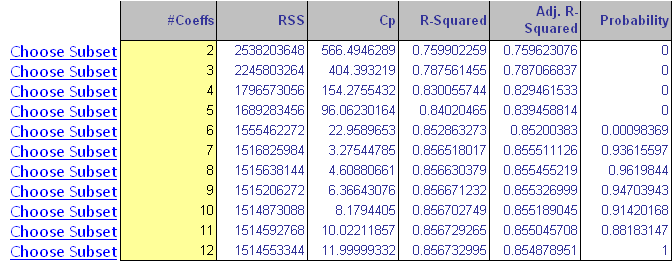 #Coeffs RSS Cp R-Squared Adj. R-Squared Probability
Choose Subset 2 2538203648 566.4946289 0.759902259 0.759623076 0
Choose Subset 3 2245803264 404.393219 0.787561455 0.787066837 0
Choose Subset 4 1796573056 154.2755432 0.830055744 0.829461533 0
Choose Subset 5 1689283456 96.06230164 0.84020465 0.839458814 0
Choose Subset 6 1555462272 22.9589653 0.852863273 0.85200383 0.00098369
Choose Subset 7 1516825984 3.27544785 0.856518017 0.855511126 0.93615597
Choose Subset 8 1515638144 4.60880661 0.856630379 0.855455219 0.9619844
Choose Subset 9 1515206272 6.36643076 0.856671232 0.855326999 0.94703943
Choose Subset 10 1514873088 8.1794405 0.856702749 0.855189045 0.91420168
Choose Subset 11 1514592768 10.02211857 0.856729265 0.855045708 0.88183147
Choose Subset 12 1514553344 11.99999332 0.856732995 0.854878951 1